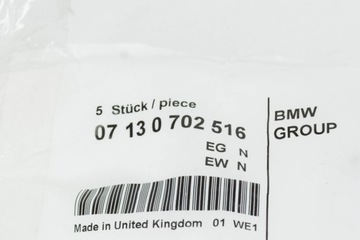 5 Stück / piece
07 13 0 702 516
EG N
EW N
BMW
GROUP
Made in United Kingdom 01 WE1